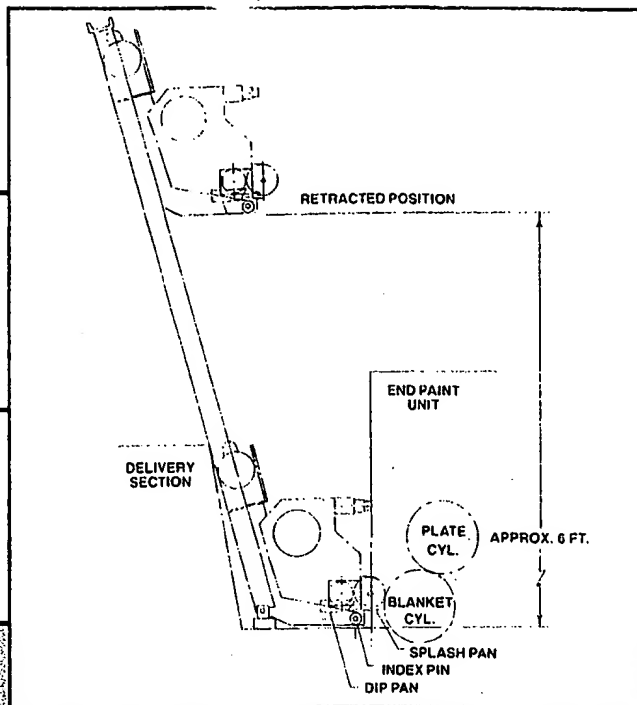 RETRACTED POSITION
END PAINT
UNIT
DELIVERY
SECTION
PLATE
CYL.
APPROX. 6 FT.
BLANKET
CYL.
SPLASH PAN
INDEX PIN
DIP PAN